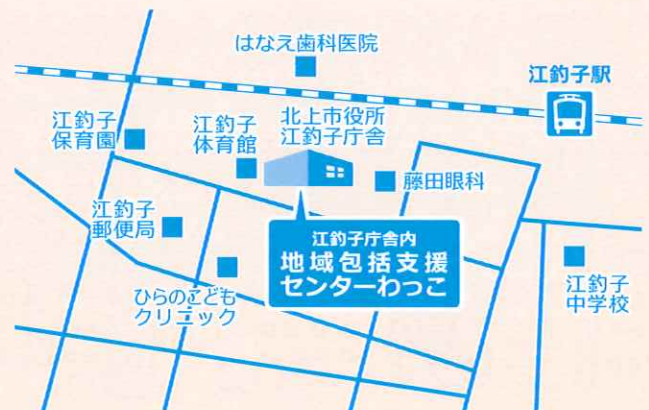 はなえ歯科医院
江釣子駅
江釣子
保育園
江釣子
体育館
北上市役所
江釣子庁舎
藤田眼科
江釣子
郵便局
江釣子庁舎内
地域包括支援
センターわっこ
ひらのこども
クリニック
江釣子
中学校